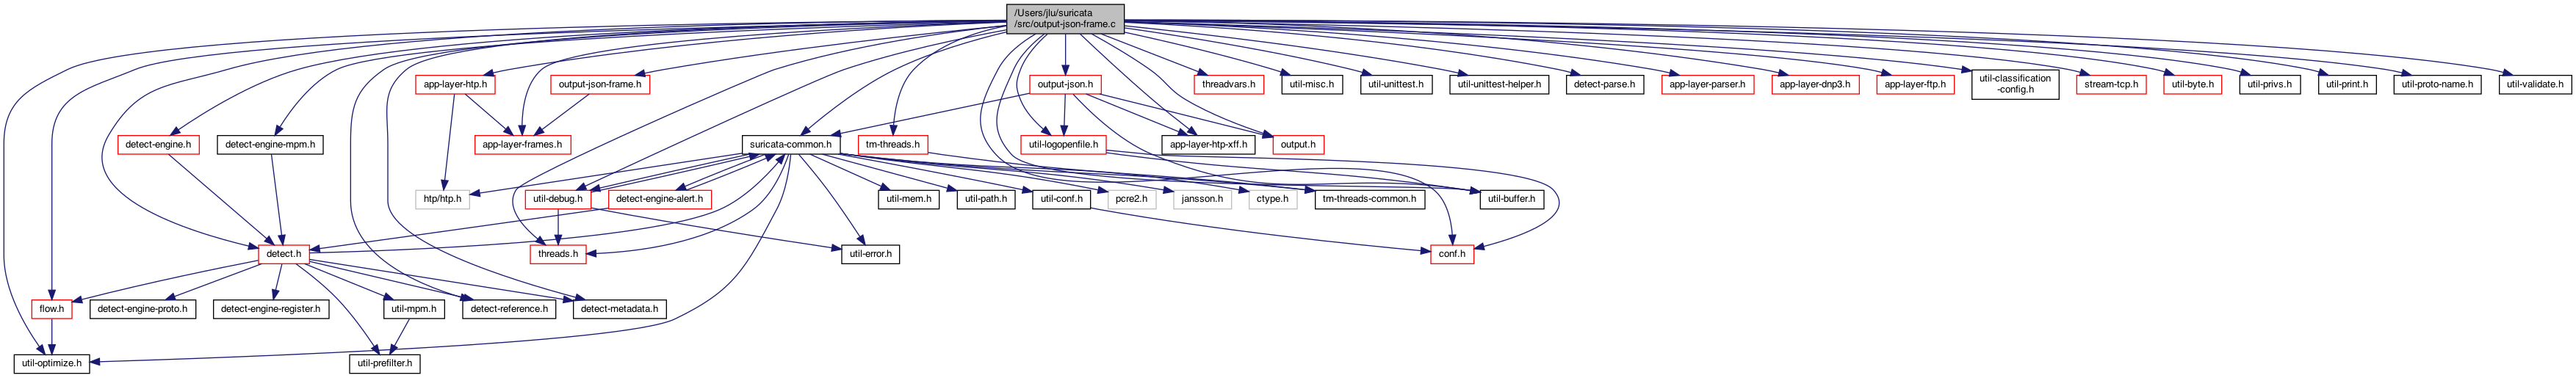 /Users/jlu/suricata
/src/output-json-frame.c
app-layer-htp.h
output-json-frame.h
output-json.h
threadvars.h
util-misc.h
util-unittest.h
util-unittest-helper.h
detect-parse.h
app-layer-parser.h
app-layer-dnp3.h
app-layer-ftp.h
util-classification
-config.h
stream-tcp.h
util-byte.h
util-privs.h
util-print.h
util-proto-name.h
util-validate.h
detect-engine.h
detect-engine-mpm.h
app-layer-frames.h
suricata-common.h
tm-threads.h
util-logopenfile.h
app-layer-htp-xff.h
output.h
htp/htp.h
util-debug.h
detect-engine-alert.h
util-mem.h
util-path.h
util-conf.h
pcre2.h
jansson.h
ctype.h
tm-threads-common.h
util-buffer.h
detect.h
threads.h
util-error.h
conf.h
flow.h
detect-engine-proto.h
detect-engine-register.h
util-mpm.h
detect-reference.h
detect-metadata.h
util-optimize.h
util-prefilter.h